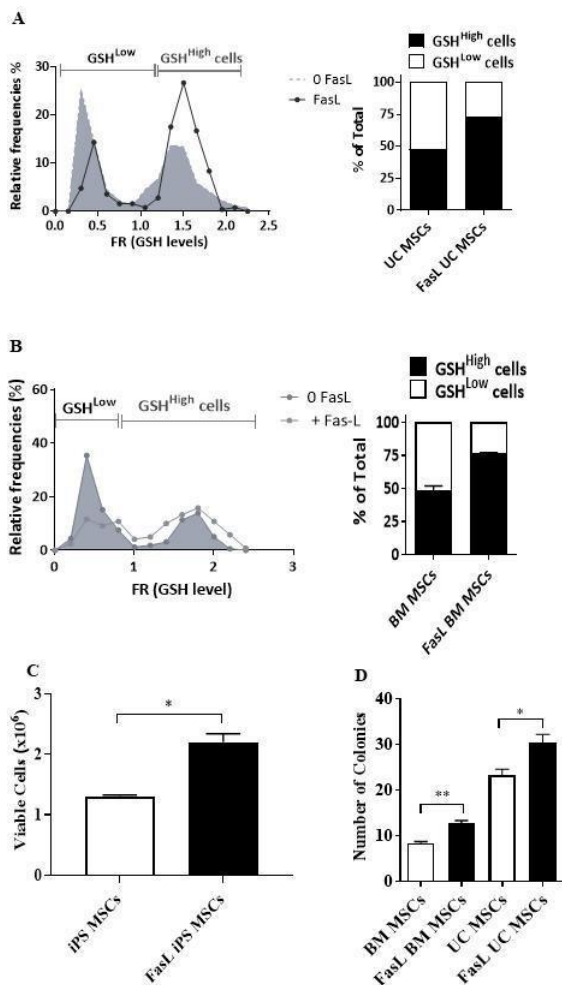 A
GSH^Low
GSH^High cells
0 FasL
FasL
Relative frequencies %
30
20
10
0
0.0 0.5 1.0 1.5 2.0 2.5
FR (GSH levels)
GSH^High cells
GSH^Low cells
% of Total
100
75
50
25
0
UC MSCs
FasL UC MSCs
B
GSH^Low
GSH^High cells
0 FasL
+ Fas-L
Relative frequencies (%)
60
40
20
0
0 1 2 3
FR (GSH level)
GSH^High cells
GSH^Low cells
% of Total
100
75
50
25
0
BM MSCs
FasL BM MSCs
C
Viable Cells (x10^6)
3
2
1
0
*
iPS MSCs
FasL iPS MSCs
D
Number of Colonies
40
30
20
10
0
**
*
BM MSCs
FasL BM MSCs
UC MSCs
FasL UC MSCs